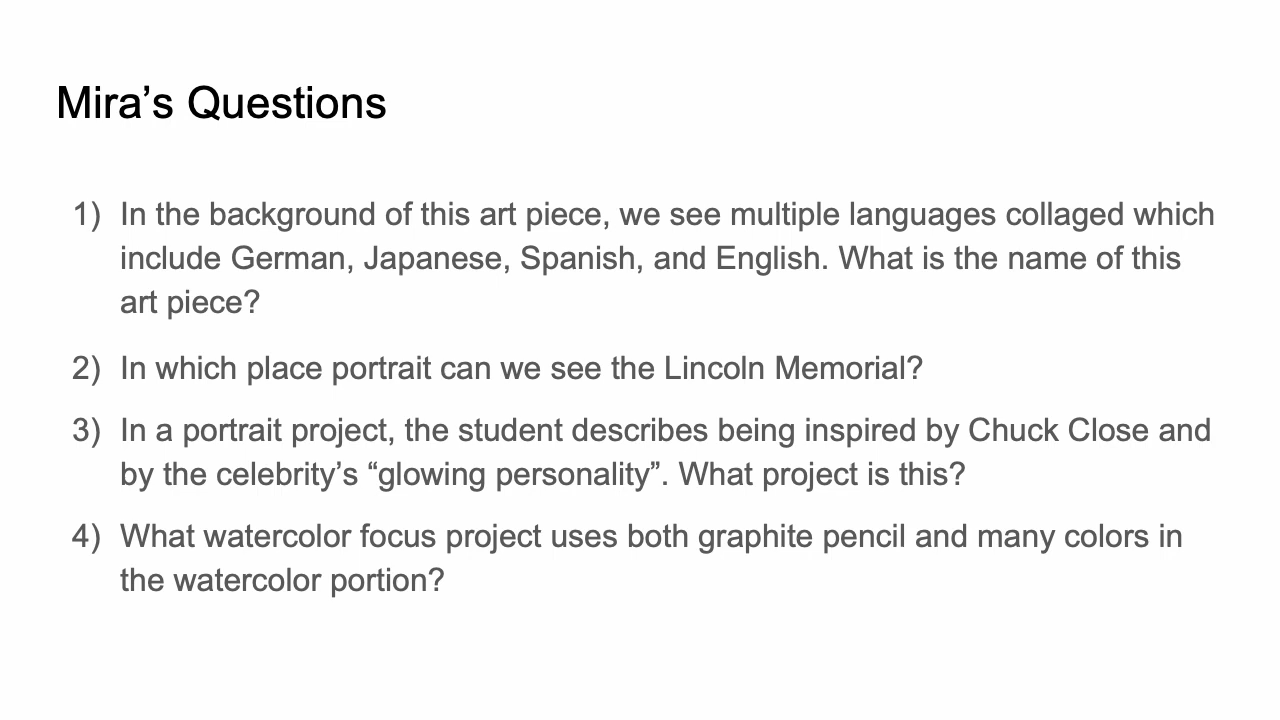 Mira’s Questions
1) In the background of this art piece, we see multiple languages collaged which
include German, Japanese, Spanish, and English. What is the name of this
art piece?
2) In which place portrait can we see the Lincoln Memorial?
3) In a portrait project, the student describes being inspired by Chuck Close and
by the celebrity’s “glowing personality”. What project is this?
4) What watercolor focus project uses both graphite pencil and many colors in
the watercolor portion?